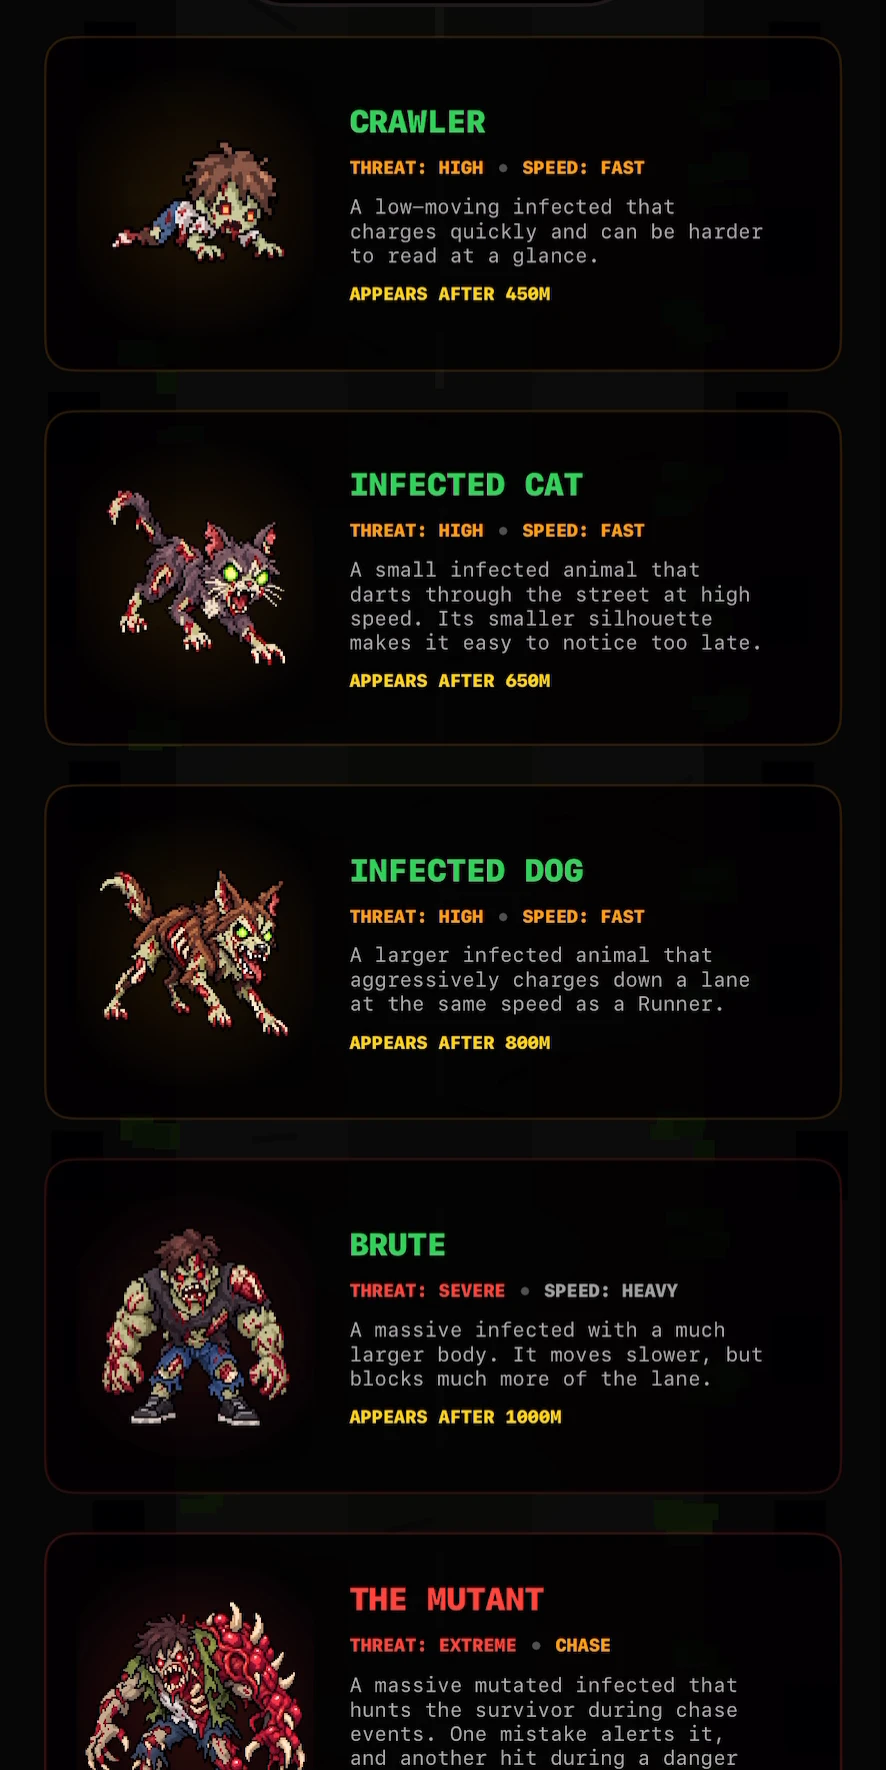 CRAWLER
THREAT: HIGH • SPEED: FAST
A low-moving infected that
charges quickly and can be harder
to read at a glance.
APPEARS AFTER 450M
INFECTED CAT
THREAT: HIGH • SPEED: FAST
A small infected animal that
darts through the street at high
speed. Its smaller silhouette
makes it easy to notice too late.
APPEARS AFTER 650M
INFECTED DOG
THREAT: HIGH • SPEED: FAST
A larger infected animal that
aggressively charges down a lane
at the same speed as a Runner.
APPEARS AFTER 800M
BRUTE
THREAT: SEVERE • SPEED: HEAVY
A massive infected with a much
larger body. It moves slower, but
blocks much more of the lane.
APPEARS AFTER 1000M
THE MUTANT
THREAT: EXTREME • CHASE
A massive mutated infected that
hunts the survivor during chase
events. One mistake alerts it,
and another hit during a danger